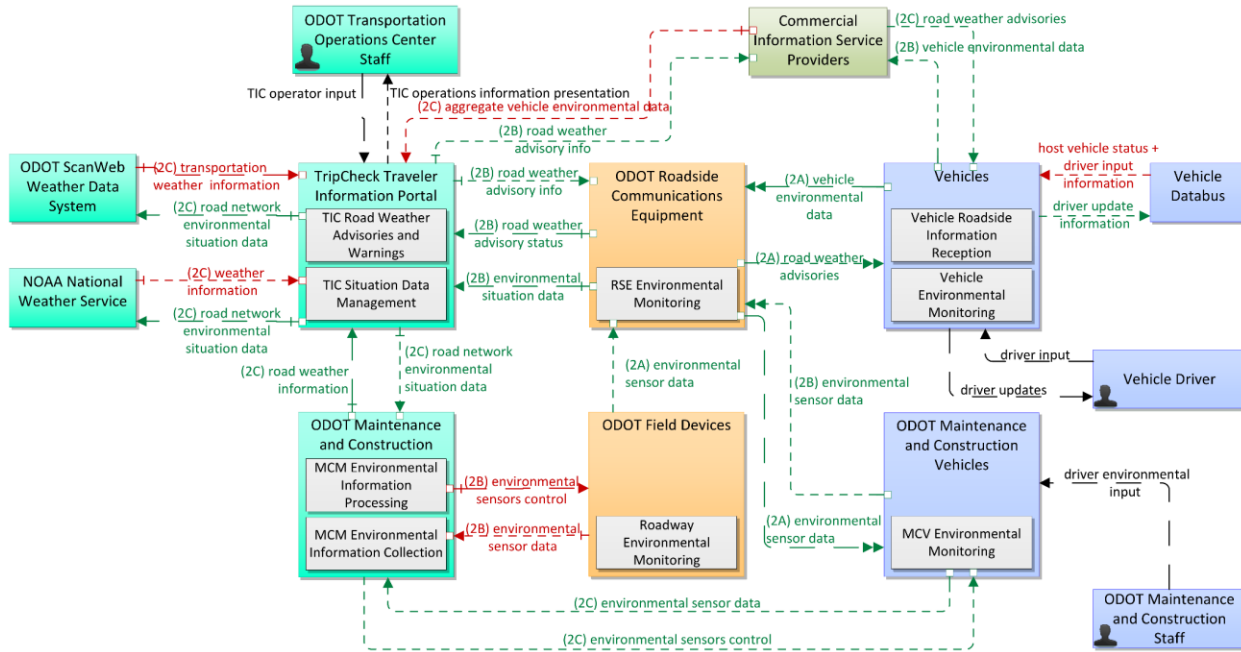 ODOT Transportation
Operations Center
Staff
Commercial
Information Service
Providers
(2C) road weather advisories
(2B) vehicle environmental data
TIC operator input
TIC operations information presentation
(2C) aggregate vehicle environmental data
(2B) road weather
advisory info
ODOT ScanWeb
Weather Data
System
(2C) transportation
weather information
(2C) road network
environmental
situation data
TripCheck Traveler
Information Portal
TIC Road Weather
Advisories and
Warnings
TIC Situation Data
Management
(2B) road weather
advisory info
(2B) road weather
advisory status
(2B) environmental
situation data
ODOT Roadside
Communications
Equipment
RSE Environmental
Monitoring
(2A) vehicle
environmental
data
(2A) road weather
advisories
Vehicles
Vehicle Roadside
Information
Reception
Vehicle
Environmental
Monitoring
host vehicle status +
driver input
information
driver update
information
Vehicle
Databus
NOAA National
Weather Service
(2C) weather
information
(2C) road network
environmental
situation data
(2C) road weather
information
(2C) road network
environmental
situation data
(2A) environmental
sensor data
(2B) environmental
sensor data
driver input
driver updates
Vehicle Driver
ODOT Maintenance
and Construction
MCM Environmental
Information
Processing
MCM Environmental
Information Collection
(2B) environmental
sensors control
(2B) environmental
sensor data
ODOT Field Devices
Roadway
Environmental
Monitoring
(2A) environmental
sensor data
ODOT Maintenance
and Construction
Vehicles
MCV Environmental
Monitoring
driver environmental
input
(2C) environmental sensor data
(2C) environmental sensors control
ODOT Maintenance
and Construction
Staff